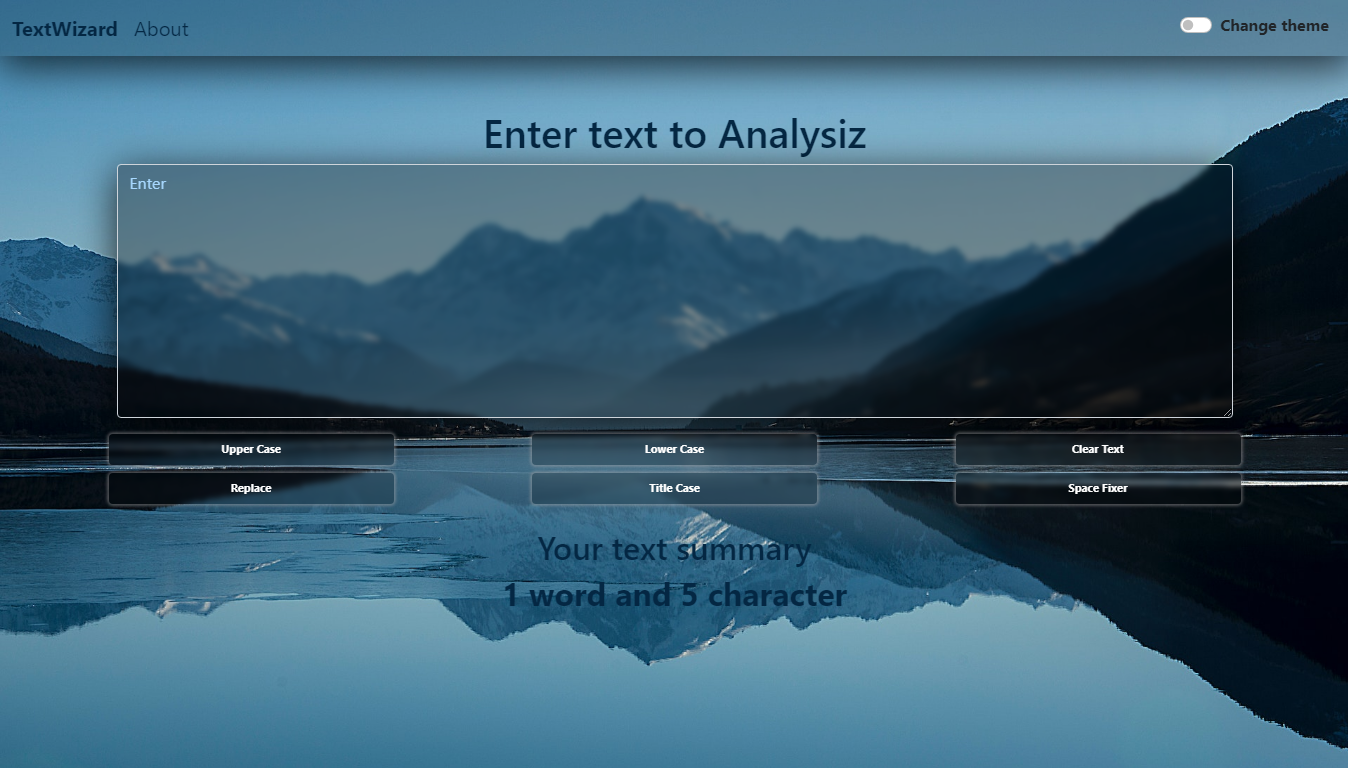 TextWizard About Change theme
Enter text to Analysiz
Enter
Upper Case Lower Case Clear Text
Replace Title Case Space Fixer
Your text summary
1 word and 5 character